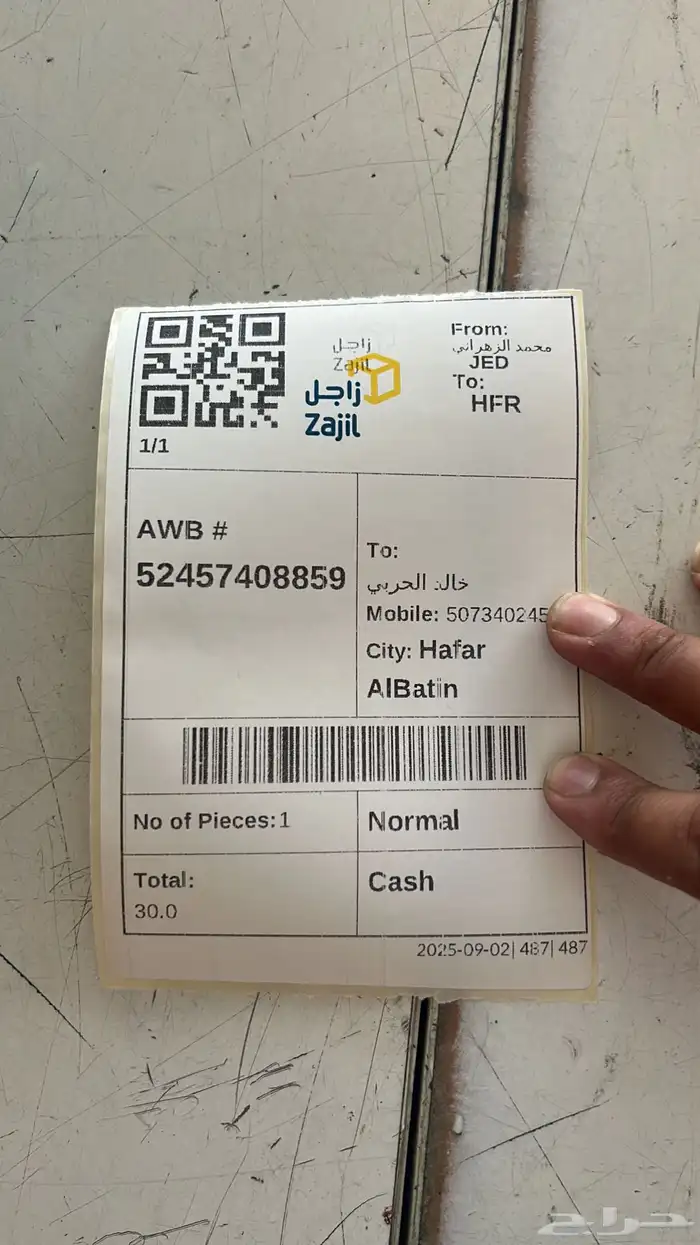 زاجل
Zajil
زاجل
Zajil
From:
محمد الزهراني
JED
To:
HFR
1/1
AWB #
52457408859
To:
خالد الحربي
Mobile: 507340245
City: Hafar
AlBatin
No of Pieces:1
Normal
Total:
30.0
Cash
2025-09-02| 487| 487
حراج